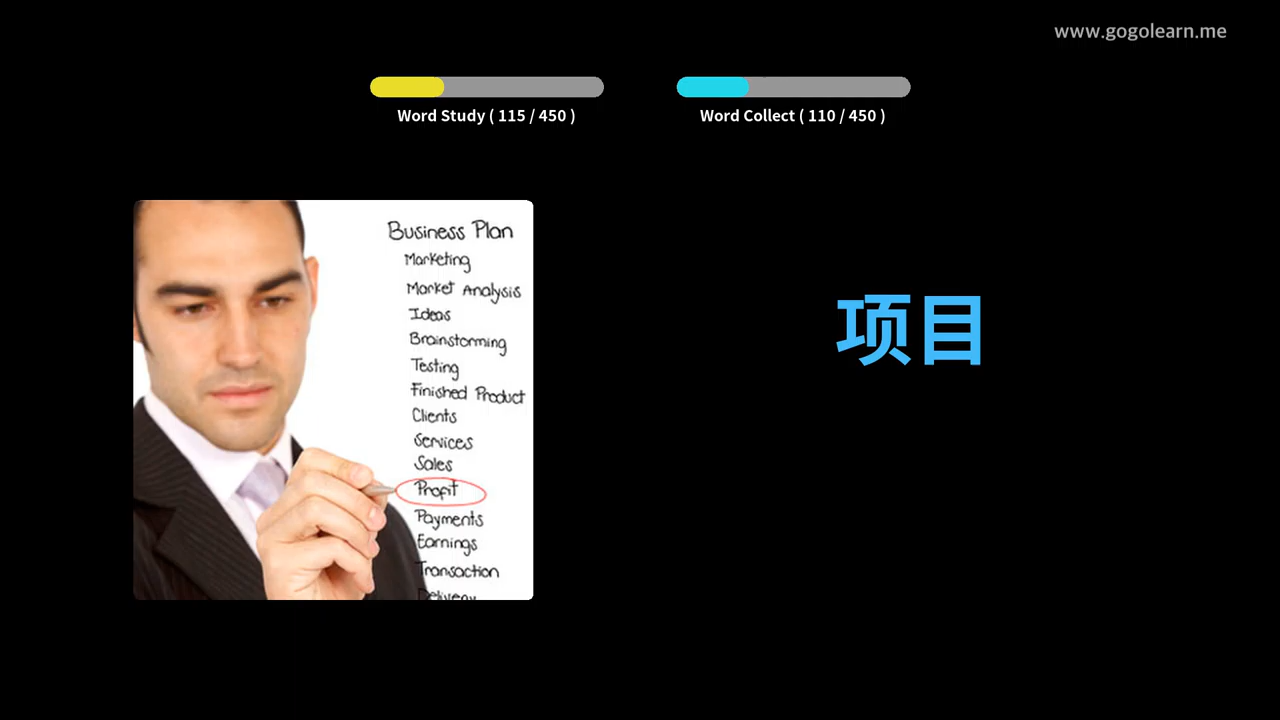 www.gogolearn.me
Word Study ( 115 / 450 )
Word Collect ( 110 / 450 )
Business Plan
Marketing
Market Analysis
Ideas
Brainstorming
Testing
Finished Product
Clients
Services
Sales
Profit
Payments
Earnings
Transaction
Delivery
项目